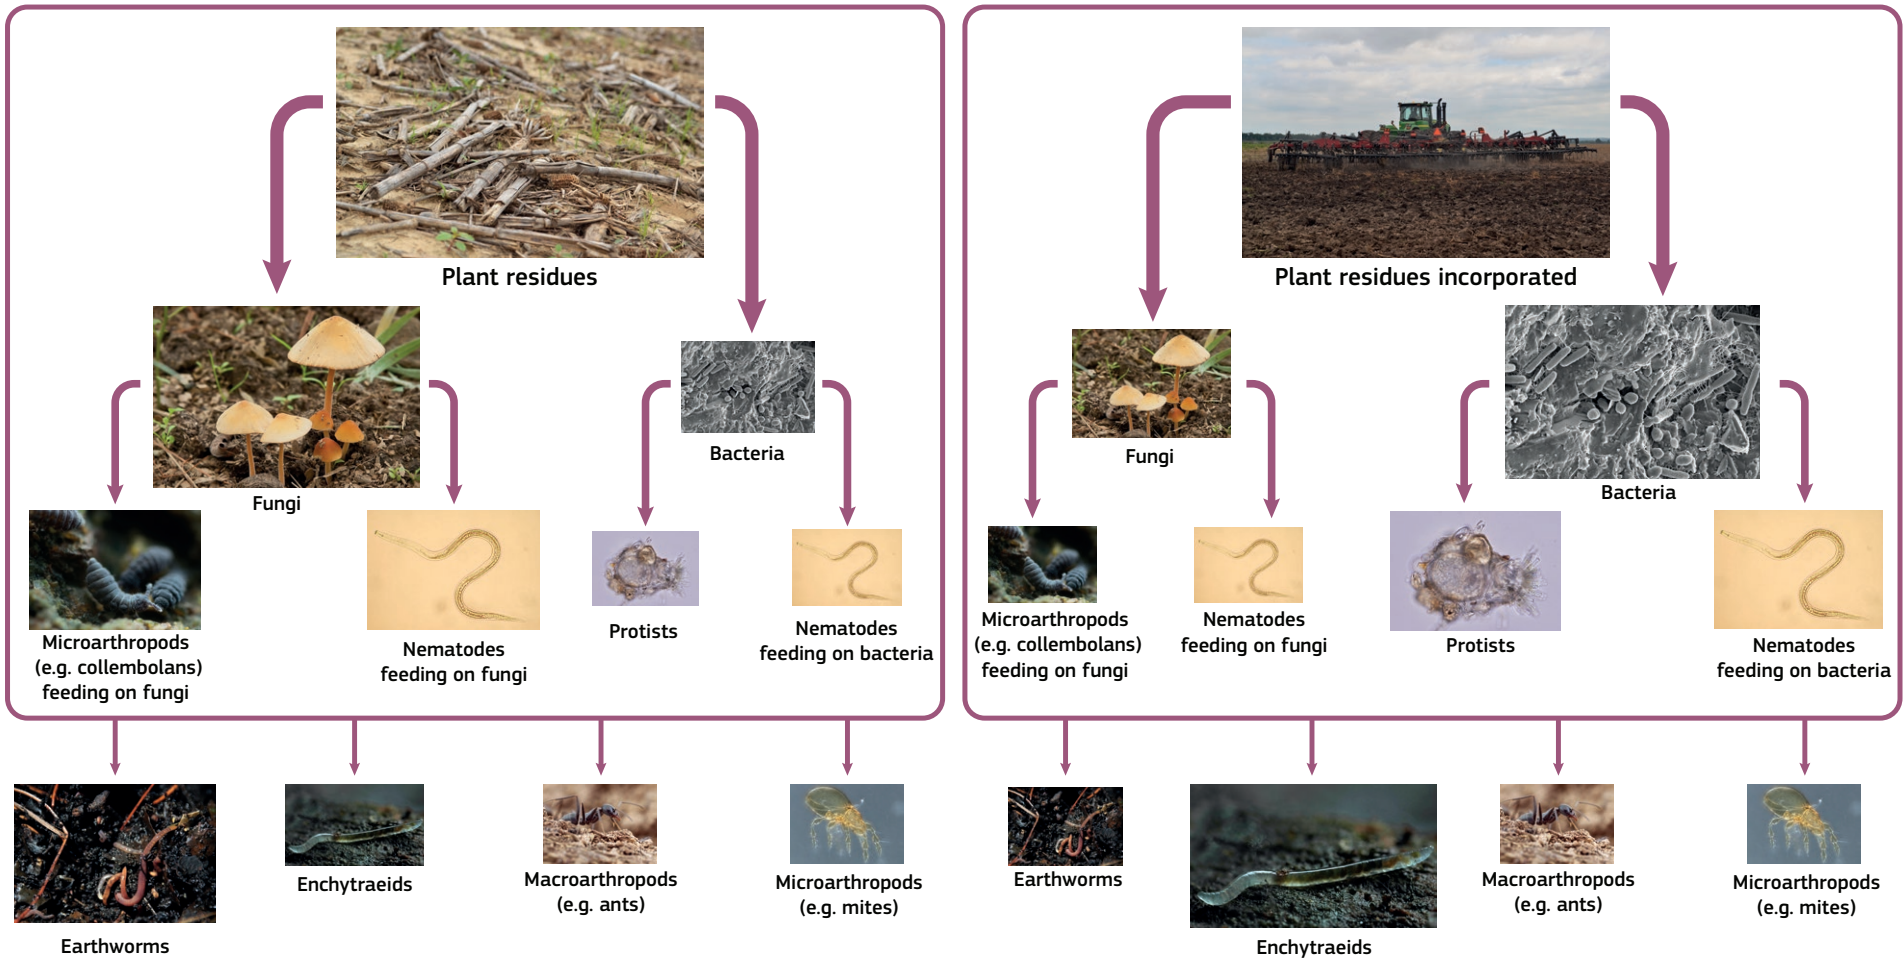 Plant residues
Fungi
Bacteria
Microarthropods
(e.g. collembolans)
feeding on fungi
Nematodes
feeding on fungi
Protists
Nematodes
feeding on bacteria
Earthworms
Enchytraeids
Macroarthropods
(e.g. ants)
Microarthropods
(e.g. mites)
Plant residues incorporated
Fungi
Bacteria
Microarthropods
(e.g. collembolans)
feeding on fungi
Nematodes
feeding on fungi
Protists
Nematodes
feeding on bacteria
Earthworms
Enchytraeids
Macroarthropods
(e.g. ants)
Microarthropods
(e.g. mites)